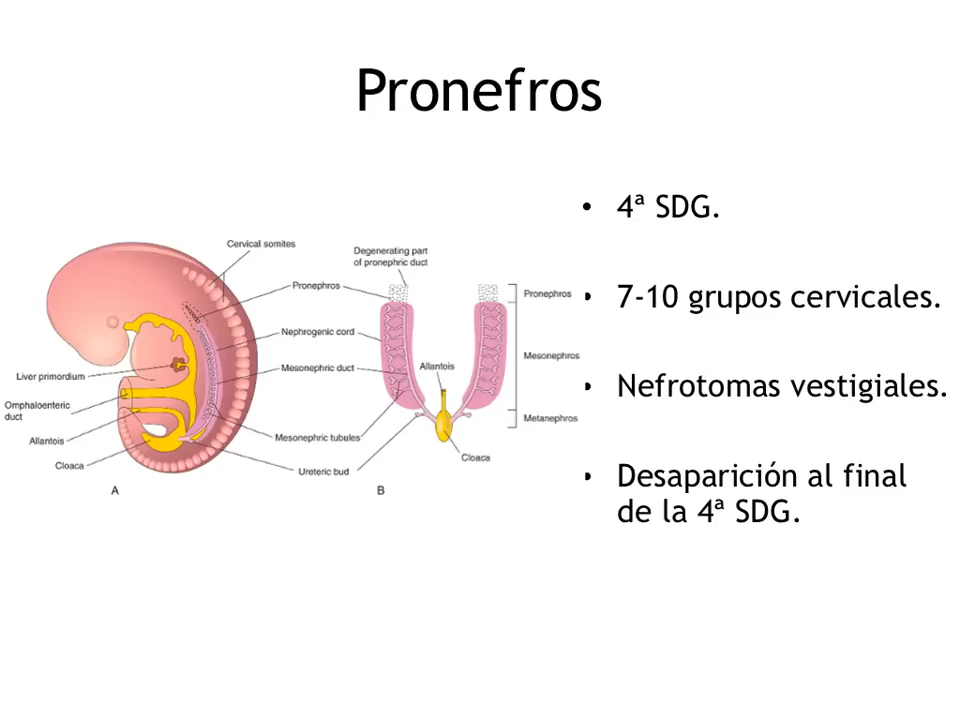 Pronefros
• 4ª SDG.
• 7-10 grupos cervicales.
• Nefrotomas vestigiales.
• Desaparición al final
de la 4ª SDG.
Cervical somites
Pronephros
Nephrogenic cord
Mesonephric duct
Liver primordium
Omphaloenteric
duct
Allantois
Cloaca
Mesonephric tubules
Ureteric bud
A
Degenerating part
of pronephric duct
Pronephros
Mesonephros
Allantois
Metanephros
Cloaca
B